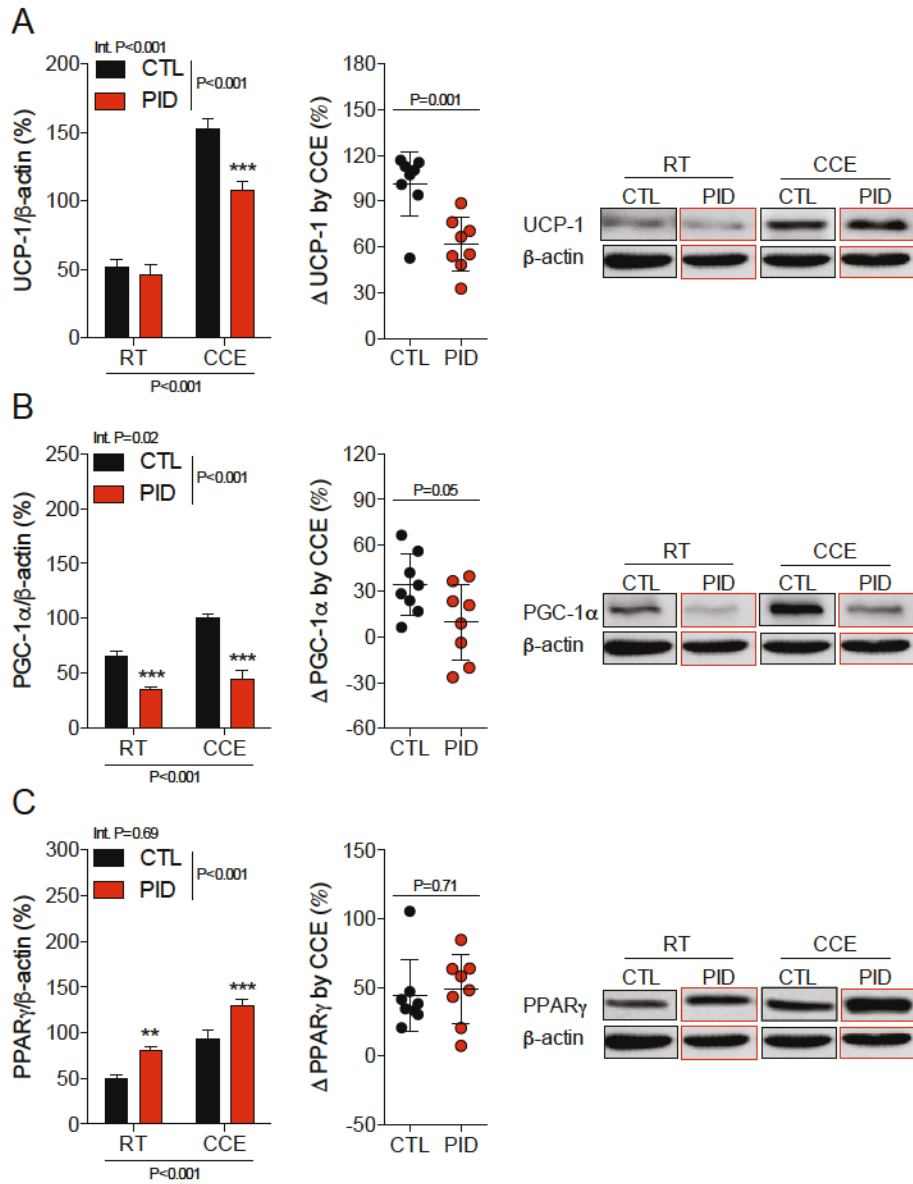 A
Int. P<0.001
CTL
PID
P<0.001
UCP-1/β-actin (%)
200
150
100
50
0
RT CCE
P<0.001
Δ UCP-1 by CCE (%)
180
150
120
90
60
30
0
P=0.001
CTL PID
RT CCE
CTL PID CTL PID
UCP-1
β-actin
B
Int. P=0.02
CTL
PID
P<0.001
PGC-1α/β-actin (%)
250
200
150
100
50
0
*** ***
RT CCE
P<0.001
Δ PGC-1α by CCE (%)
120
90
60
30
0
-30
-60
P=0.05
CTL PID
RT CCE
CTL PID CTL PID
PGC-1α
β-actin
C
Int. P=0.69
CTL
PID
P<0.001
PPARγ/β-actin (%)
300
250
200
150
100
50
0
** ***
RT CCE
P<0.001
Δ PPARγ by CCE (%)
150
100
50
0
-50
P=0.71
CTL PID
RT CCE
CTL PID CTL PID
PPARγ
β-actin